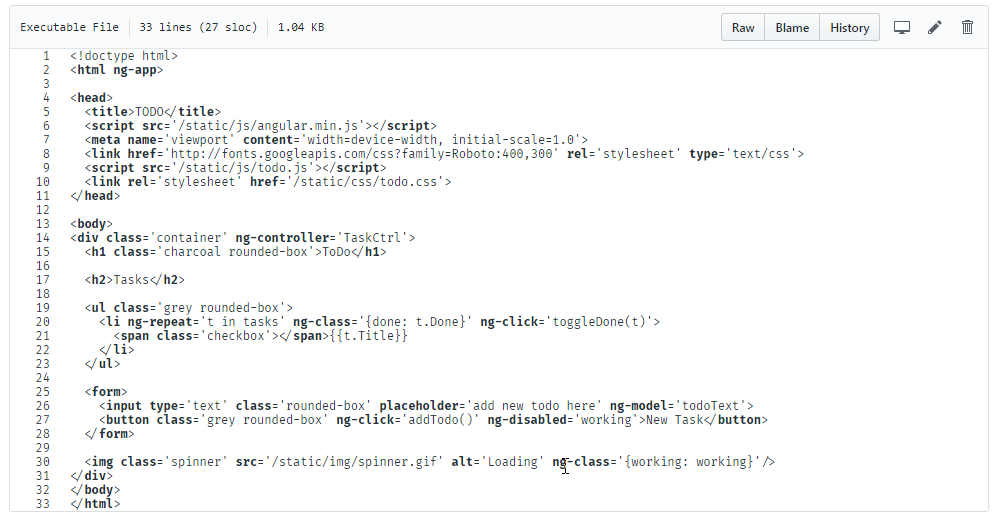 Executable File 33 lines (27 sloc) 1.04 KB Raw Blame History
1 <!doctype html>
2 <html ng-app>
3
4 <head>
5   <title>TODO</title>
6   <script src='/static/js/angular.min.js'></script>
7   <meta name='viewport' content='width=device-width, initial-scale=1.0'>
8   <link href='http://fonts.googleapis.com/css?family=Roboto:400,300' rel='stylesheet' type='text/css'>
9   <script src='/static/js/todo.js'></script>
10   <link rel='stylesheet' href='/static/css/todo.css'>
11 </head>
12
13 <body>
14 <div class='container' ng-controller='TaskCtrl'>
15   <h1 class='charcoal rounded-box'>ToDo</h1>
16
17   <h2>Tasks</h2>
18
19   <ul class='grey rounded-box'>
20     <li ng-repeat='t in tasks' ng-class='{done: t.Done}' ng-click='toggleDone(t)'>
21       <span class='checkbox'></span>{{t.Title}}
22     </li>
23   </ul>
24
25   <form>
26     <input type='text' class='rounded-box' placeholder='add new todo here' ng-model='todoText'>
27     <button class='grey rounded-box' ng-click='addTodo()' ng-disabled='working'>New Task</button>
28   </form>
29
30   <img class='spinner' src='/static/img/spinner.gif' alt='Loading' ng-class='{working: working}'/>
31 </div>
32 </body>
33 </html>